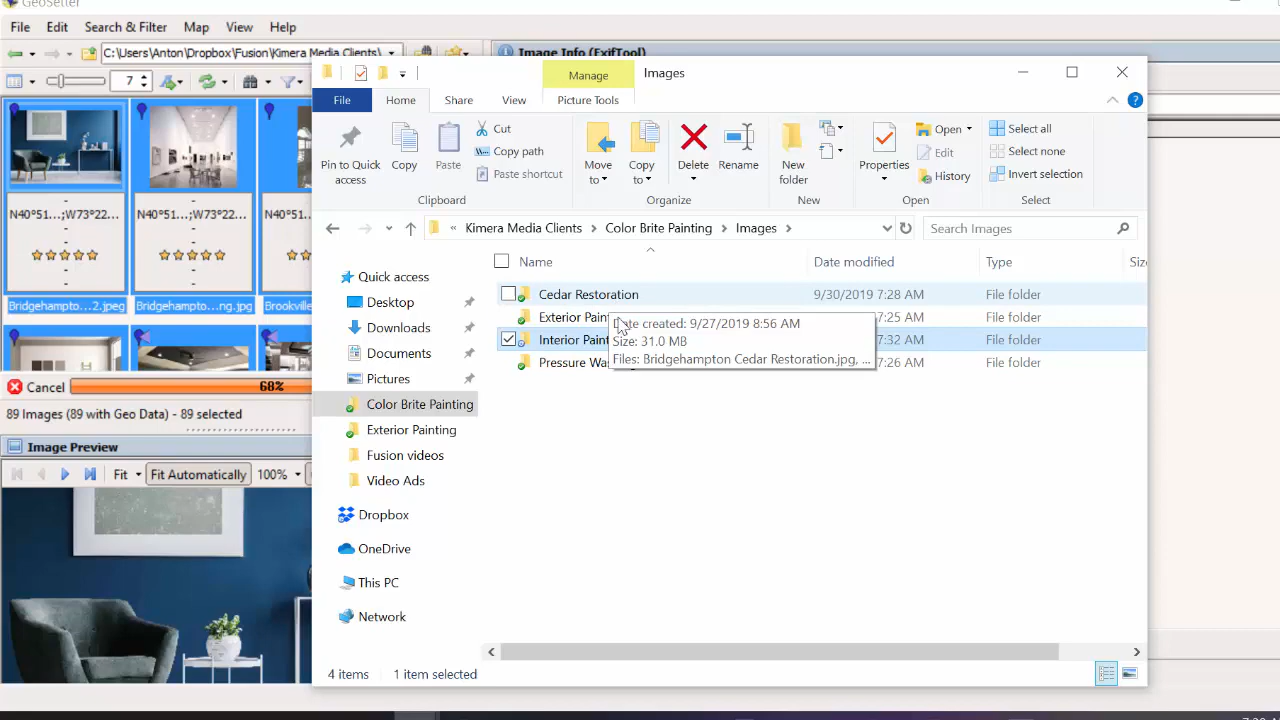 GeoSetter
File Edit Search & Filter Map View Help
C:\Users\Anton\Dropbox\Fusion\Kimera Media Clients\
Image Info (ExifTool)
7
N40°51...;W73°22...
-
-
Bridgehampto...2.jpeg
N40°51...;W73°22...
-
-
Bridgehampto...ng.jpg
N40°51
-
-
Brookville
Cancel 68%
89 Images (89 with Geo Data) - 89 selected
Image Preview
Fit Fit Automatically 100%
Manage Images
File Home Share View Picture Tools
Pin to Quick access
Copy
Paste
Cut
Copy path
Paste shortcut
Clipboard
Move to
Copy to
Delete
Rename
Organize
New folder
New
Properties
Open
Edit
History
Open
Select all
Select none
Invert selection
Select
« Kimera Media Clients > Color Brite Painting > Images >
Search Images
Quick access
Desktop
Downloads
Documents
Pictures
Color Brite Painting
Exterior Painting
Fusion videos
Video Ads
Dropbox
OneDrive
This PC
Network
Name Date modified Type Siz
Cedar Restoration 7:28 AM File folder
Exterior Pain 7:25 AM File folder
Interior Paint 7:32 AM File folder
Pressure Wa 7:26 AM File folder
Date created: 9/27/2019 8:56 AM
Size: 31.0 MB
Files: Bridgehampton Cedar Restoration.jpg, ...
4 items 1 item selected